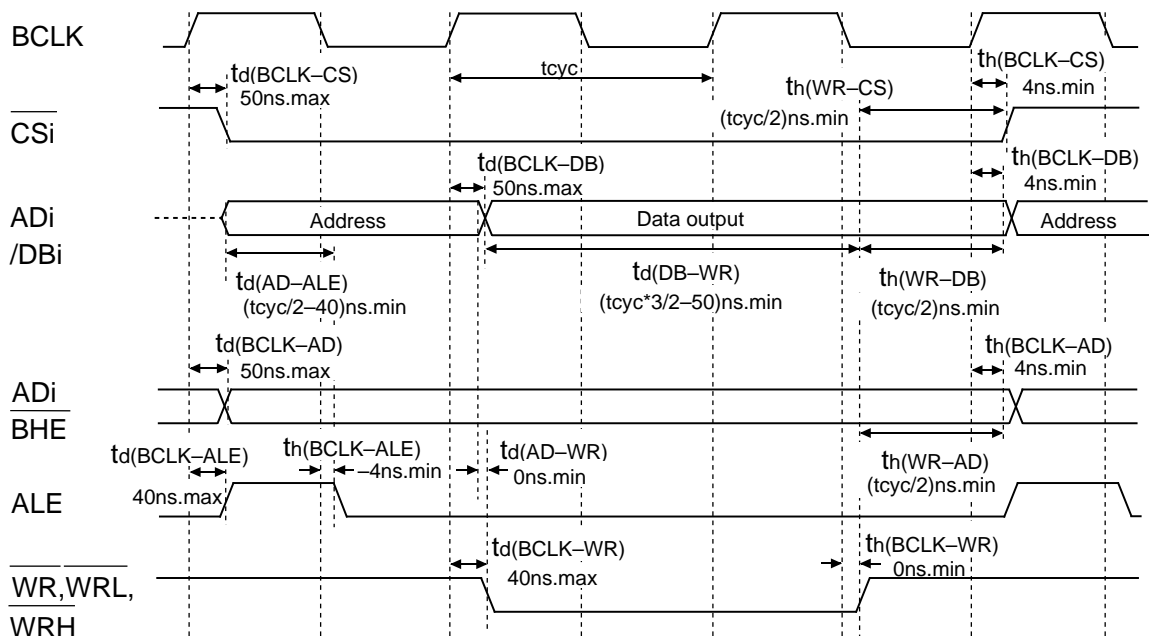 BCLK
td(BCLK–CS)
50ns.max
tcyc
th(BCLK–CS)
4ns.min
th(WR–CS)
(tcyc/2)ns.min
CSi
td(BCLK–DB)
50ns.max
th(BCLK–DB)
4ns.min
ADi
/DBi
Address
Data output
Address
td(AD–ALE)
(tcyc/2–40)ns.min
td(DB–WR)
(tcyc*3/2–50)ns.min
th(WR–DB)
(tcyc/2)ns.min
td(BCLK–AD)
50ns.max
th(BCLK–AD)
4ns.min
ADi
BHE
td(BCLK–ALE)
40ns.max
th(BCLK–ALE)
–4ns.min
td(AD–WR)
0ns.min
th(WR–AD)
(tcyc/2)ns.min
ALE
td(BCLK–WR)
40ns.max
th(BCLK–WR)
0ns.min
WR,WRL,
WRH